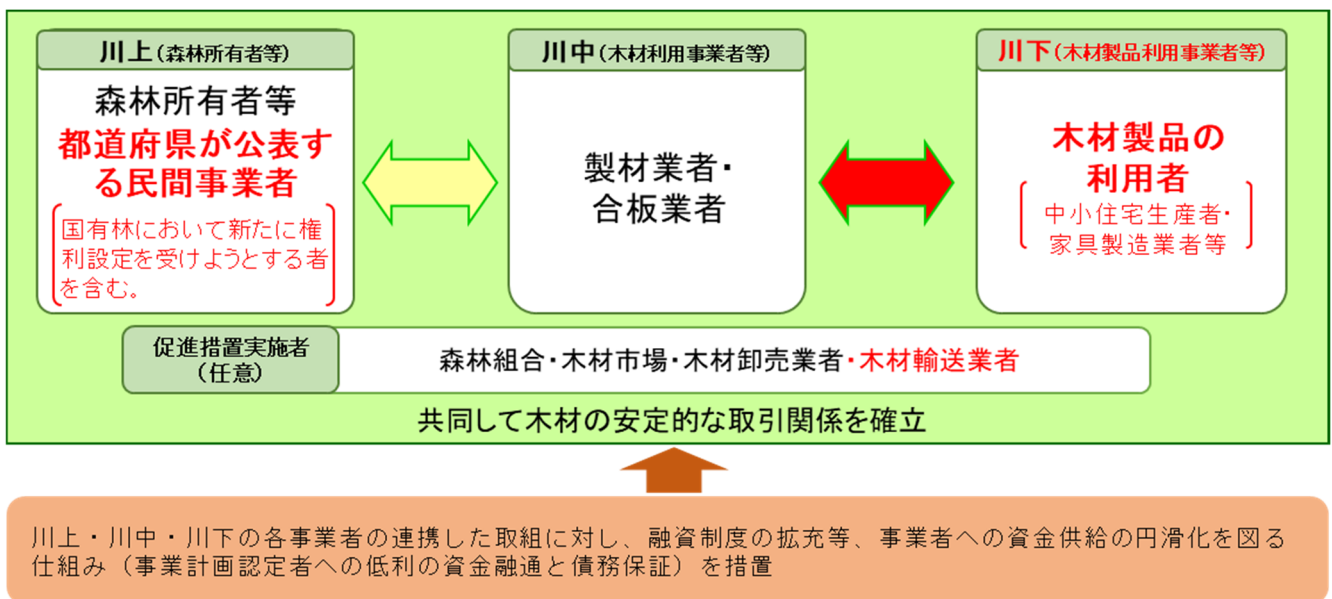 川上(森林所有者等)
森林所有者等
都道府県が公表す
る民間事業者
国有林において新たに権
利設定を受けようとする者
を含む。
川中(木材利用事業者等)
製材業者・
合板業者
川下(木材製品利用事業者等)
木材製品の
利用者
中小住宅生産者・
家具製造業者等
促進措置実施者
(任意)
森林組合・木材市場・木材卸売業者・木材輸送業者
共同して木材の安定的な取引関係を確立
川上・川中・川下の各事業者の連携した取組に対し、融資制度の拡充等、事業者への資金供給の円滑化を図る
仕組み（事業計画認定者への低利の資金融通と債務保証）を措置